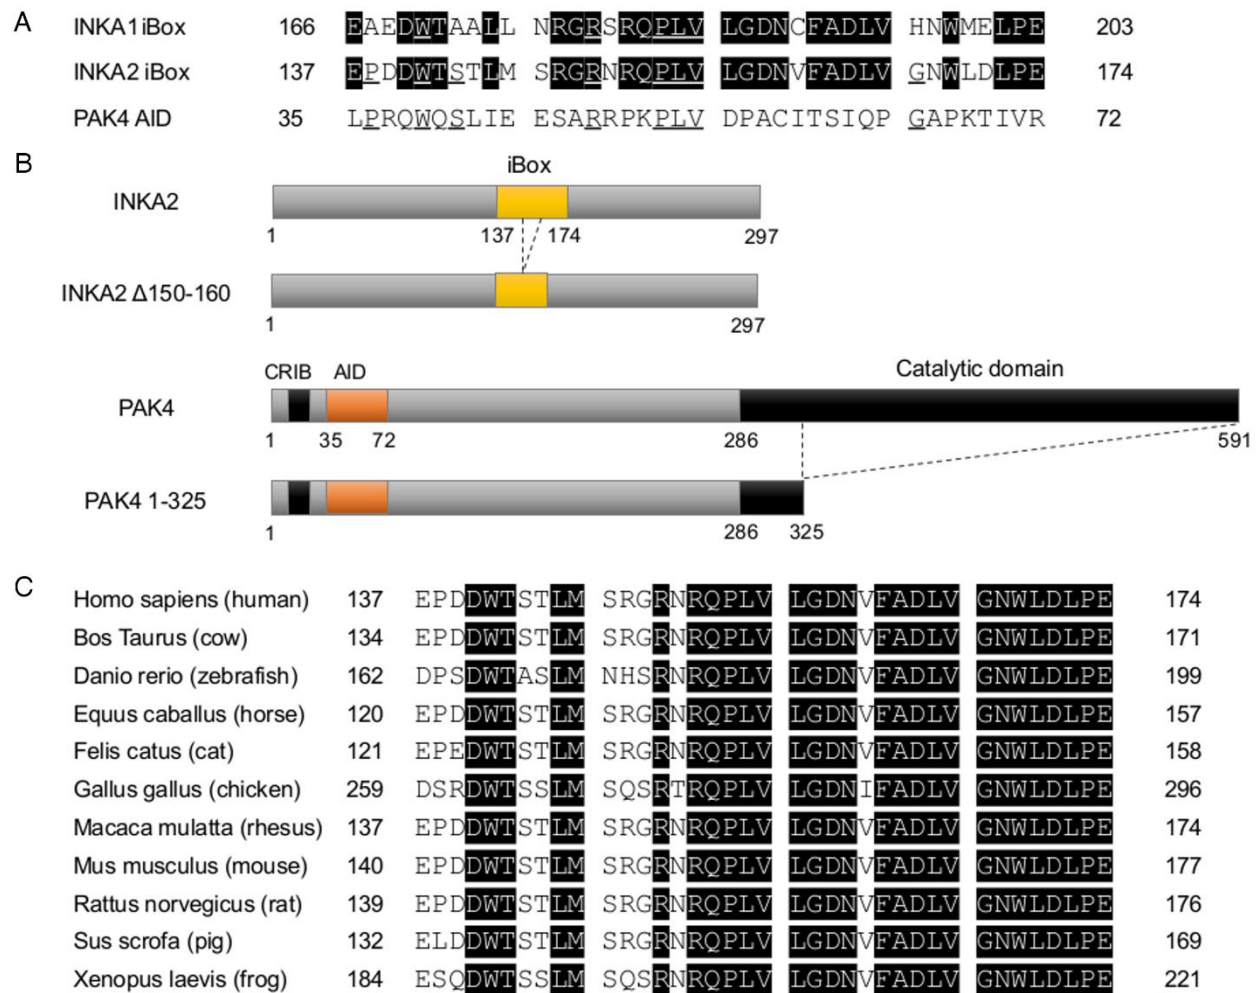 A
INKA1 iBox 166 EAEDWTAALL NRGRSRQPLV LGDNCFADLV HNWMELPE 203
INKA2 iBox 137 EPDDWTSTLM SRGRNRQPLV LGDNVFADLV GNWLDLPE 174
PAK4 AID 35 LPRQWQSLIE ESARRPKPLV DPACITSIQP GAPKTIVR 72
B
iBox
INKA2
1 137 174 297
INKA2 Δ150-160
1 297
CRIB AID Catalytic domain
PAK4
1 35 72 286 591
PAK4 1-325
1 286 325
C
Homo sapiens (human) 137 EPDDWTSTLM SRGRNRQPLV LGDNVFADLV GNWLDLPE 174
Bos Taurus (cow) 134 EPDDWTSTLM SRGRNRQPLV LGDNVFADLV GNWLDLPE 171
Danio rerio (zebrafish) 162 DPSDWTASLM NHSRNRQPLV LGDNVFADLV GNWLDLPE 199
Equus caballus (horse) 120 EPDDWTSTLM SRGRNRQPLV LGDNVFADLV GNWLDLPE 157
Felis catus (cat) 121 EPEDWTSTLM SRGRNRQPLV LGDNVFADLV GNWLDLPE 158
Gallus gallus (chicken) 259 DSRDWTSSLM SQSRTRQPLV LGDNIFADLV GNWLDLPE 296
Macaca mulatta (rhesus) 137 EPDDWTSTLM SRGRNRQPLV LGDNVFADLV GNWLDLPE 174
Mus musculus (mouse) 140 EPDDWTSTLM SRGRNRQPLV LGDNVFADLV GNWLDLPE 177
Rattus norvegicus (rat) 139 EPDDWTSTLM SRGRNRQPLV LGDNVFADLV GNWLDLPE 176
Sus scrofa (pig) 132 ELDDWTSTLM SRGRNRQPLV LGDNVFADLV GNWLDLPE 169
Xenopus laevis (frog) 184 ESQDWTSSLM SQSRNRQPLV LGDNVFADLV GNWLDLPE 221